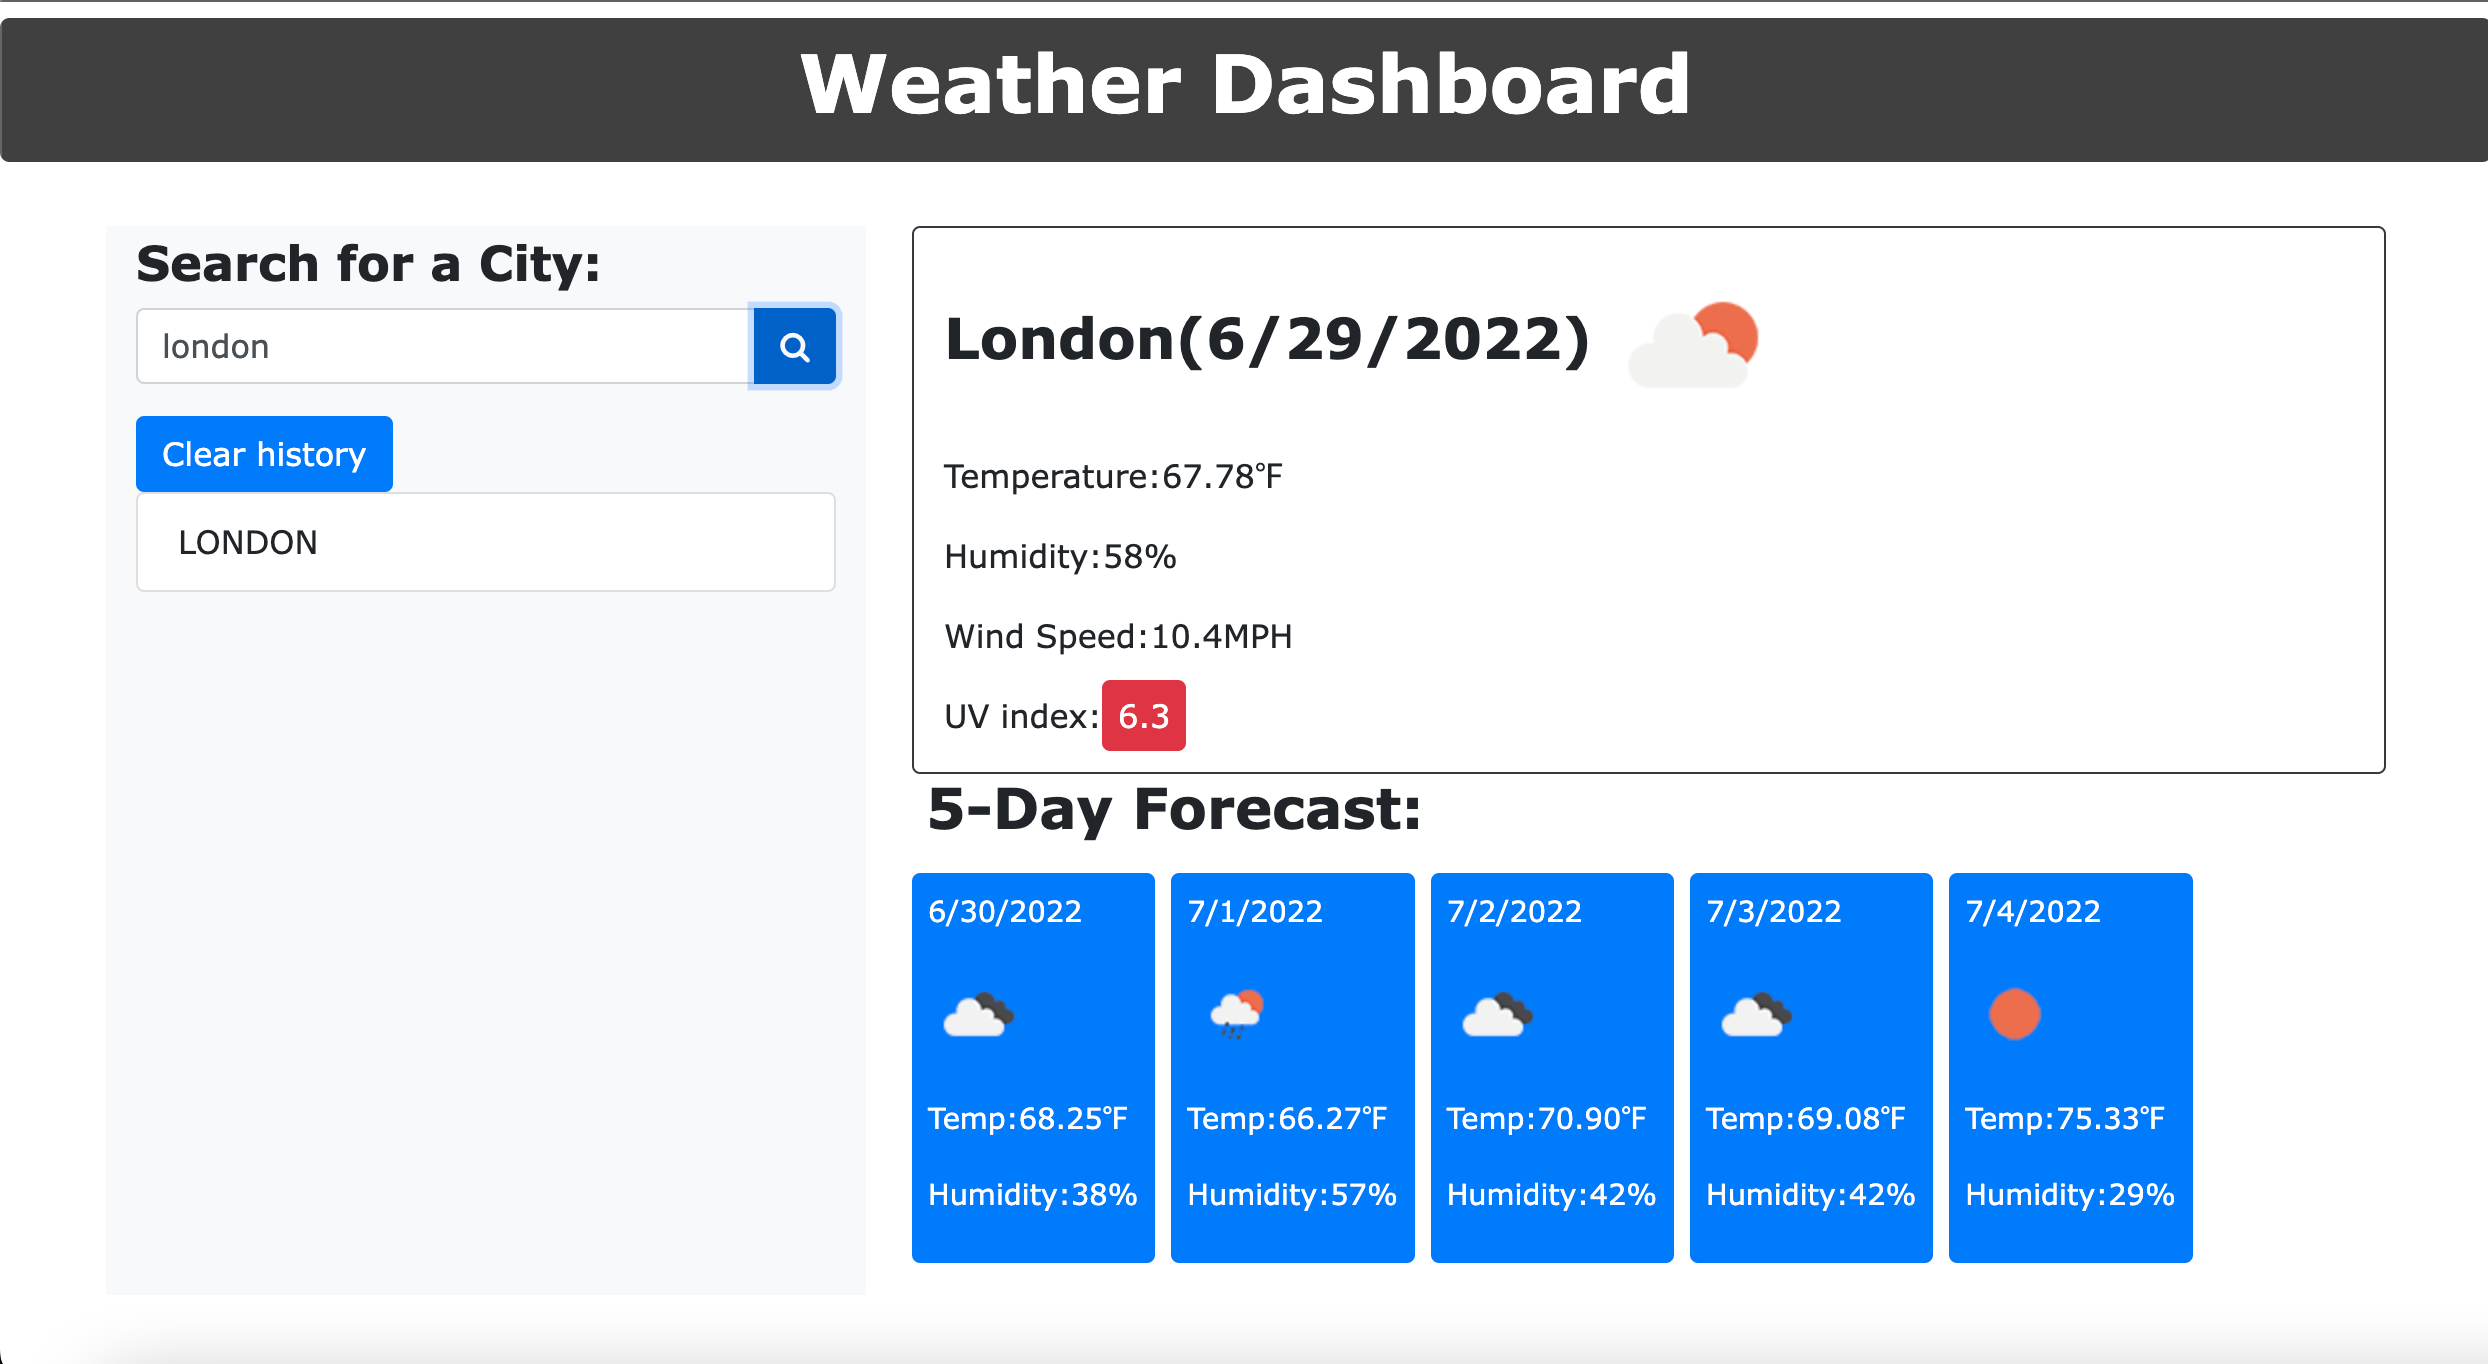 Weather Dashboard
Search for a City:
london
Clear history
LONDON
London(6/29/2022)
Temperature:67.78°F
Humidity:58%
Wind Speed:10.4MPH
UV index: 6.3
5-Day Forecast:
6/30/2022
Temp:68.25°F
Humidity:38%
7/1/2022
Temp:66.27°F
Humidity:57%
7/2/2022
Temp:70.90°F
Humidity:42%
7/3/2022
Temp:69.08°F
Humidity:42%
7/4/2022
Temp:75.33°F
Humidity:29%